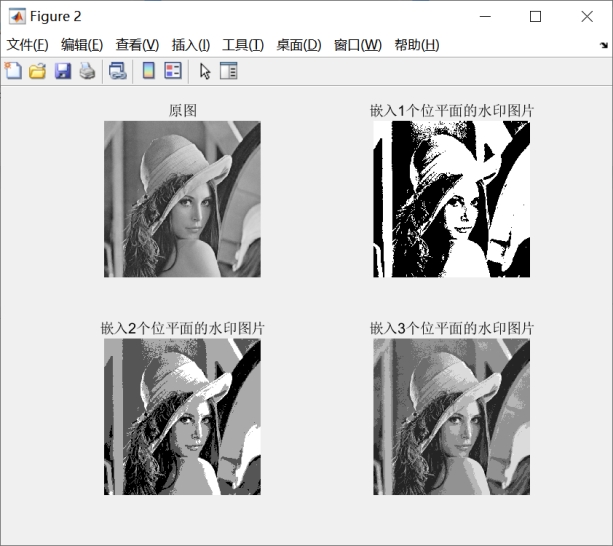 Figure 2
文件(F) 编辑(E) 查看(V) 插入(I) 工具(T) 桌面(D) 窗口(W) 帮助(H)
原图
嵌入1个位平面的水印图片
嵌入2个位平面的水印图片
嵌入3个位平面的水印图片